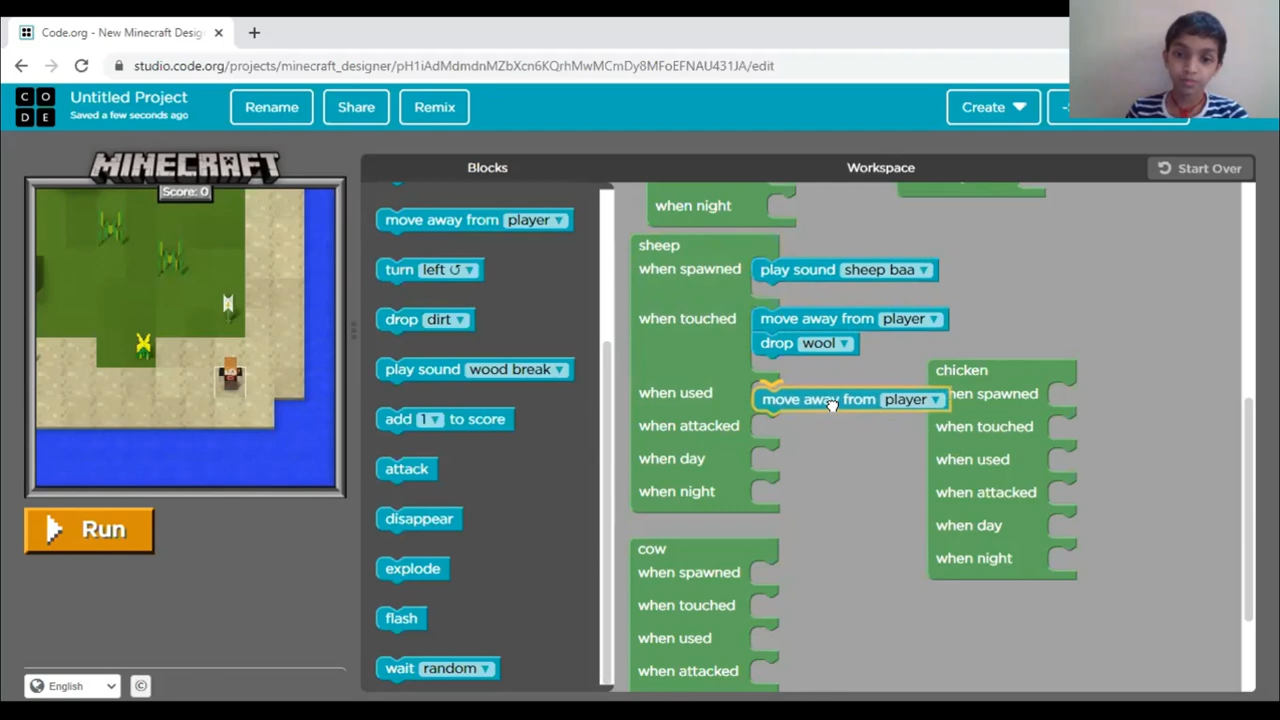 Code.org - New Minecraft Desig
studio.code.org/projects/minecraft_designer/pH1iAdMdmdnMZbXcn6KQrhMwMCmDy8MFoEFNAU431JA/edit
C O
D E
Untitled Project
Saved a few seconds ago
Rename
Share
Remix
Create
MINECRAFT
Score: 0
Run
English
©
Blocks
Workspace
Start Over
move away from player
turn left
drop dirt
play sound wood break
add 1 to score
attack
disappear
explode
flash
wait random
when night
sheep
when spawned play sound sheep baa
when touched move away from player
drop wool
when used move away from player
when attacked
when day
when night
cow
when spawned
when touched
when used
when attacked
chicken
en spawned
when touched
when used
when attacked
when day
when night